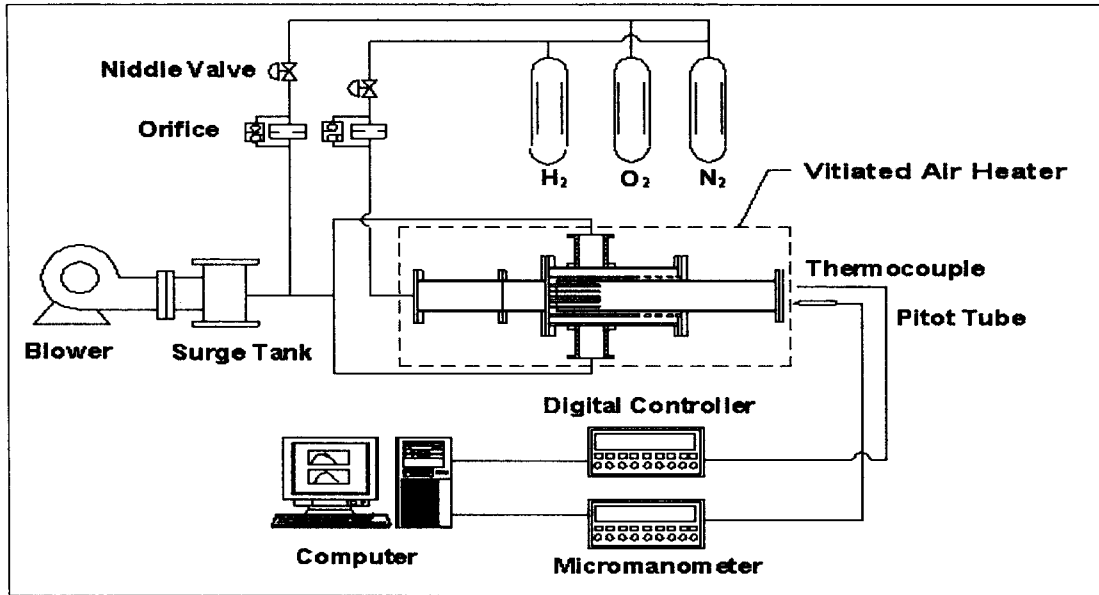 Niddle Valve
Orifice
H₂ O₂ N₂
Vitiated Air Heater
Thermocouple
Pitot Tube
Blower
Surge Tank
Digital Controller
Computer
Micromanometer